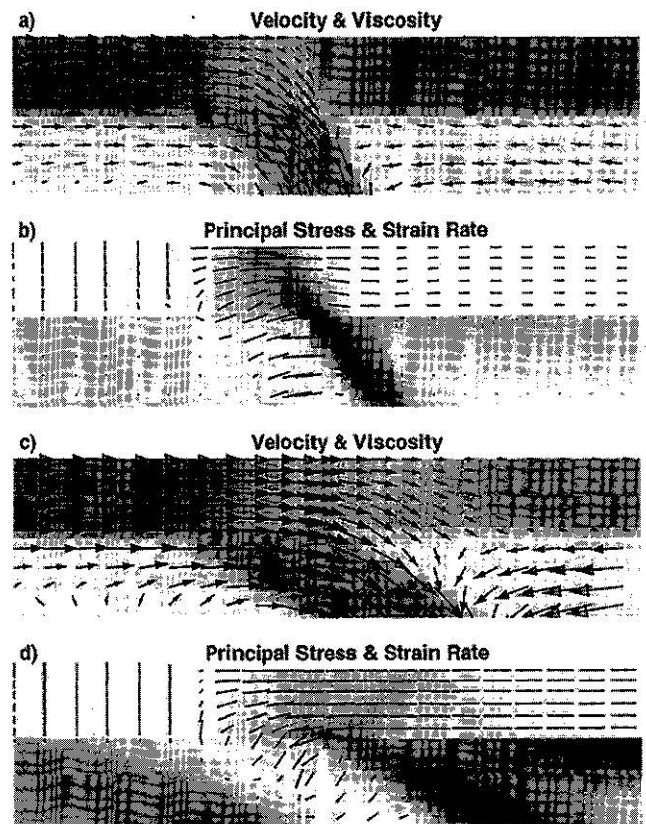 a) Velocity & Viscosity
b) Principal Stress & Strain Rate
c) Velocity & Viscosity
d) Principal Stress & Strain Rate